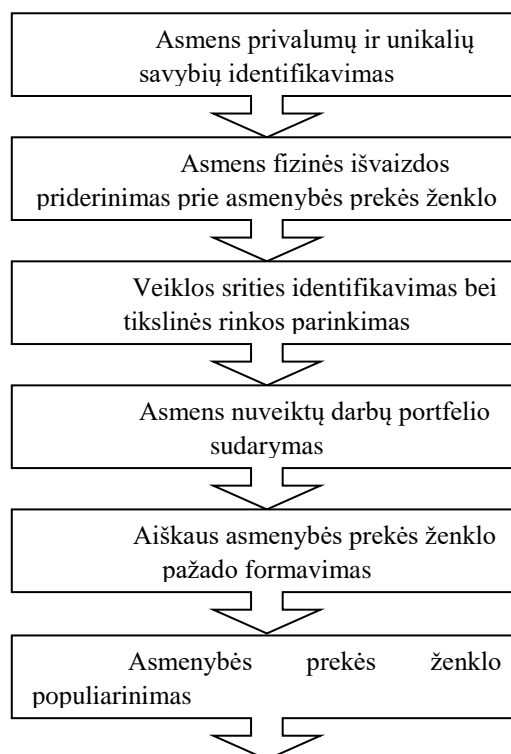 Asmens privalumų ir unikalių
savybių identifikavimas
Asmens fizinės išvaizdos
priderinimas prie asmenybės prekės ženklo
Veiklos srities identifikavimas bei
tikslinės rinkos parinkimas
Asmens nuveiktų darbų portfelio
sudarymas
Aiškaus asmenybės prekės ženklo
pažado formavimas
Asmenybės prekės ženklo
populiarinimas